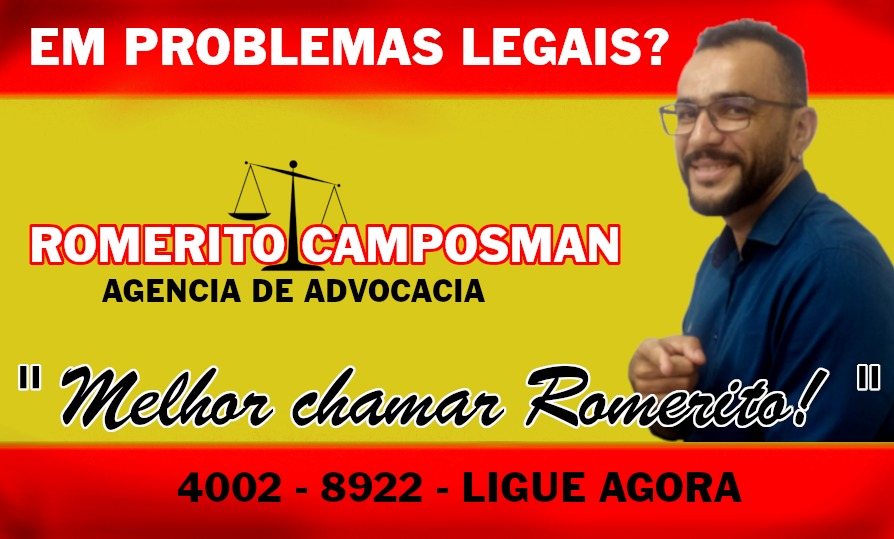 EM PROBLEMAS LEGAIS?
ROMERITO CAMPOSMAN
AGENCIA DE ADVOCACIA
" Melhor chamar Romerito! "
4002 - 8922 - LIGUE AGORA